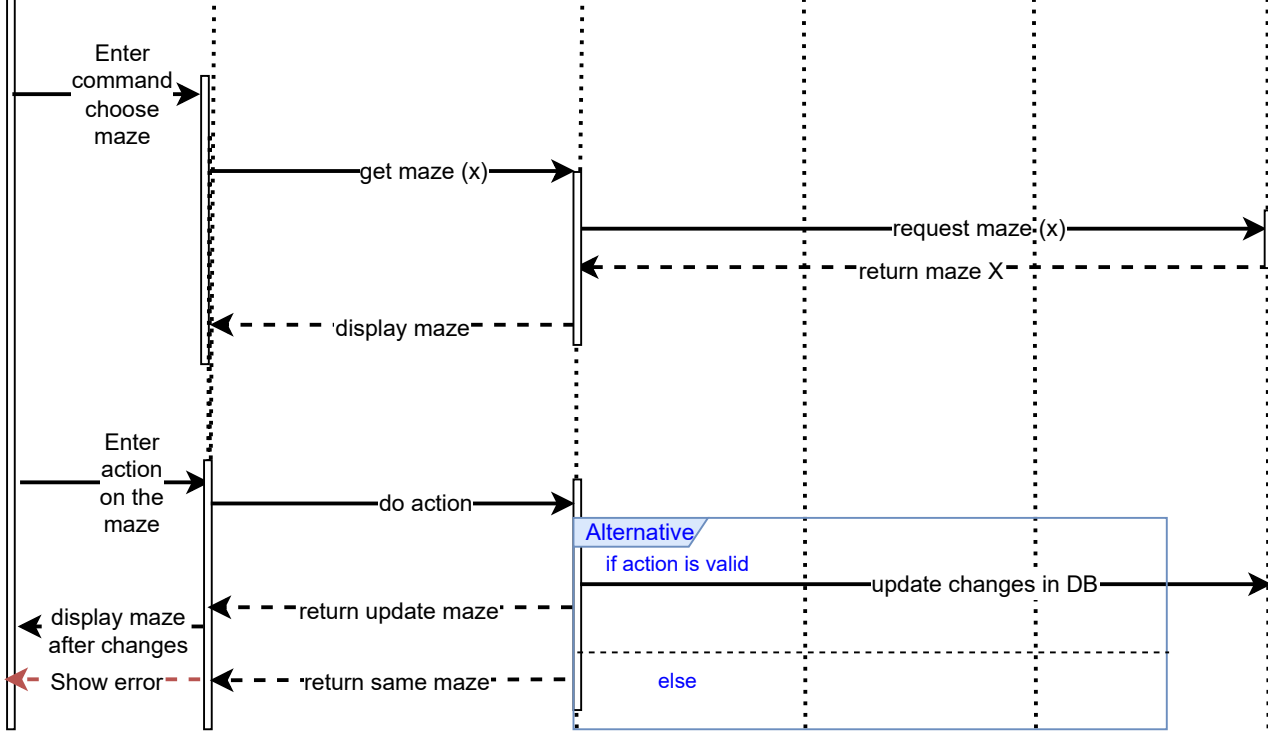 Enter
command
choose
maze
get maze (x)
request maze (x)
return maze X
display maze
Enter
action
on the
maze
do action
Alternative
if action is valid
update changes in DB
return update maze
display maze
after changes
Show error
return same maze
else